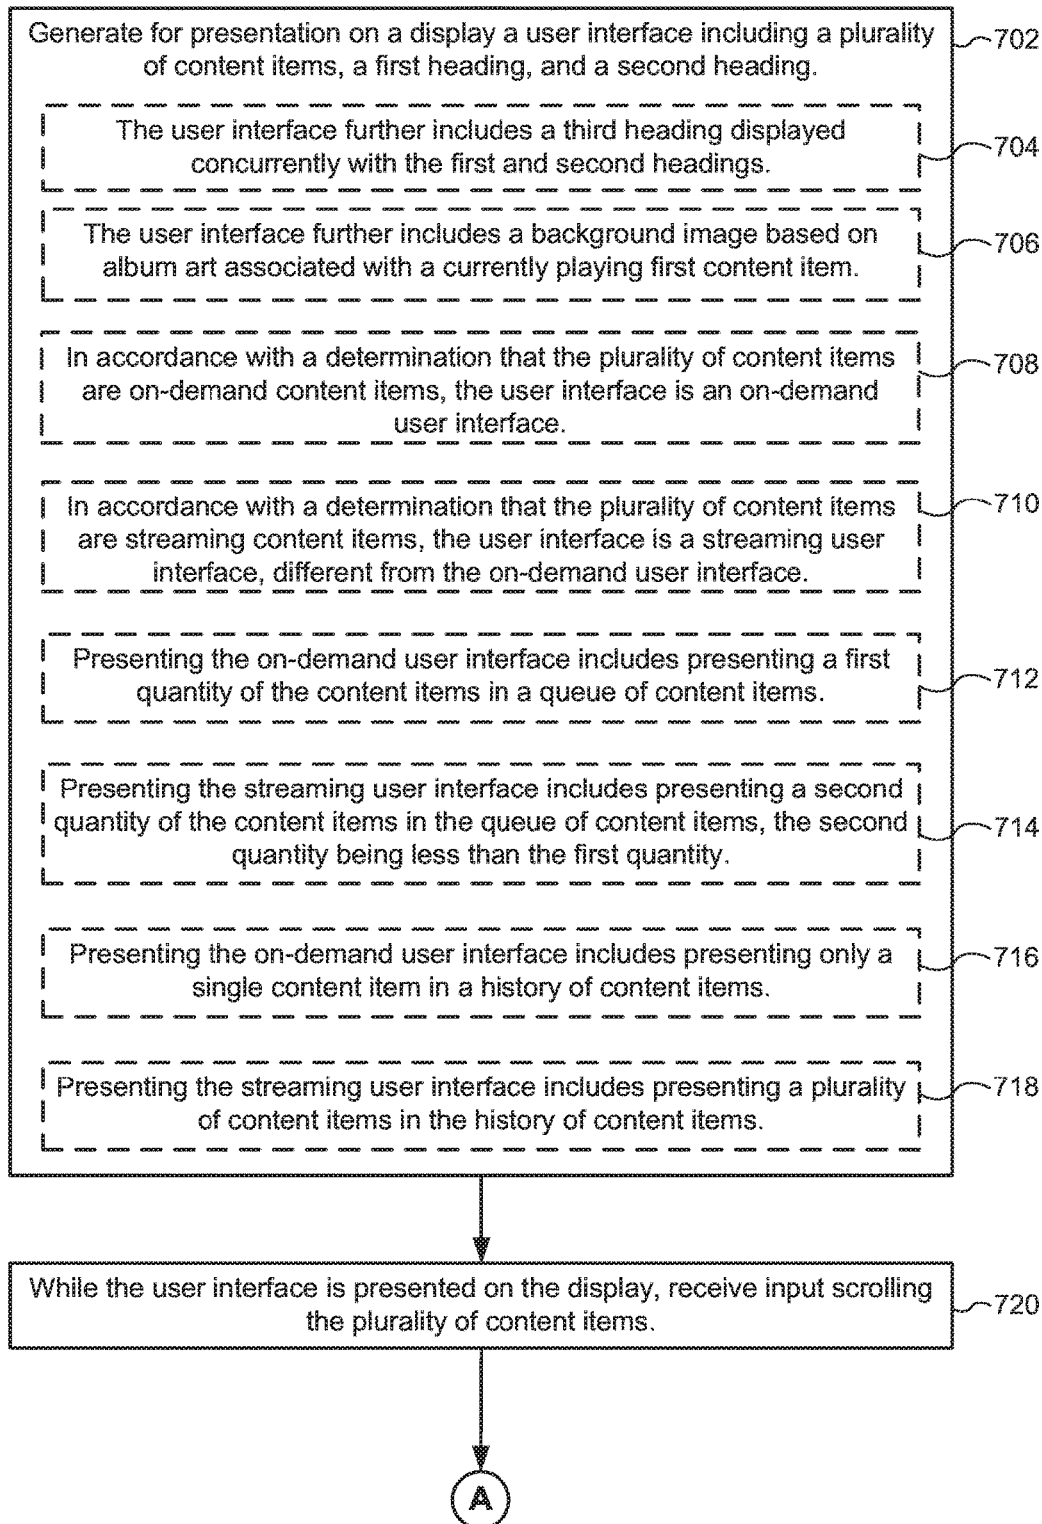 Generate for presentation on a display a user interface including a plurality
of content items, a first heading, and a second heading.
702
The user interface further includes a third heading displayed
concurrently with the first and second headings.
704
The user interface further includes a background image based on
album art associated with a currently playing first content item.
706
In accordance with a determination that the plurality of content items
are on-demand content items, the user interface is an on-demand
user interface.
708
In accordance with a determination that the plurality of content items
are streaming content items, the user interface is a streaming user
interface, different from the on-demand user interface.
710
Presenting the on-demand user interface includes presenting a first
quantity of the content items in a queue of content items.
712
Presenting the streaming user interface includes presenting a second
quantity of the content items in the queue of content items, the second
quantity being less than the first quantity.
714
Presenting the on-demand user interface includes presenting only a
single content item in a history of content items.
716
Presenting the streaming user interface includes presenting a plurality
of content items in the history of content items.
718
While the user interface is presented on the display, receive input scrolling
the plurality of content items.
720
A